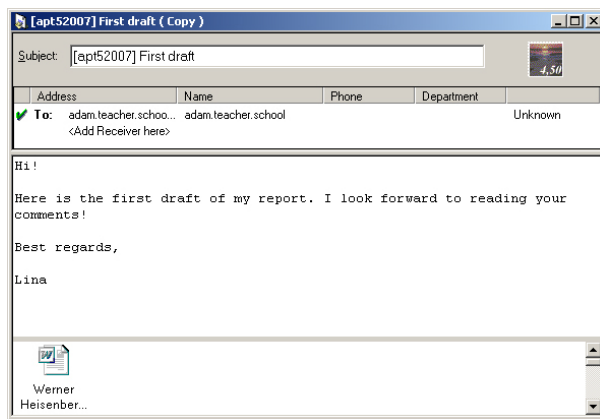 [apt52007] First draft ( Copy )
Subject: [apt52007] First draft
4,50
Address Name Phone Department
To: adam.teacher.schoo... adam.teacher.school Unknown
<Add Receiver here>
Hi!
Here is the first draft of my report. I look forward to reading your
comments!
Best regards,
Lina
Werner
Heisenber...